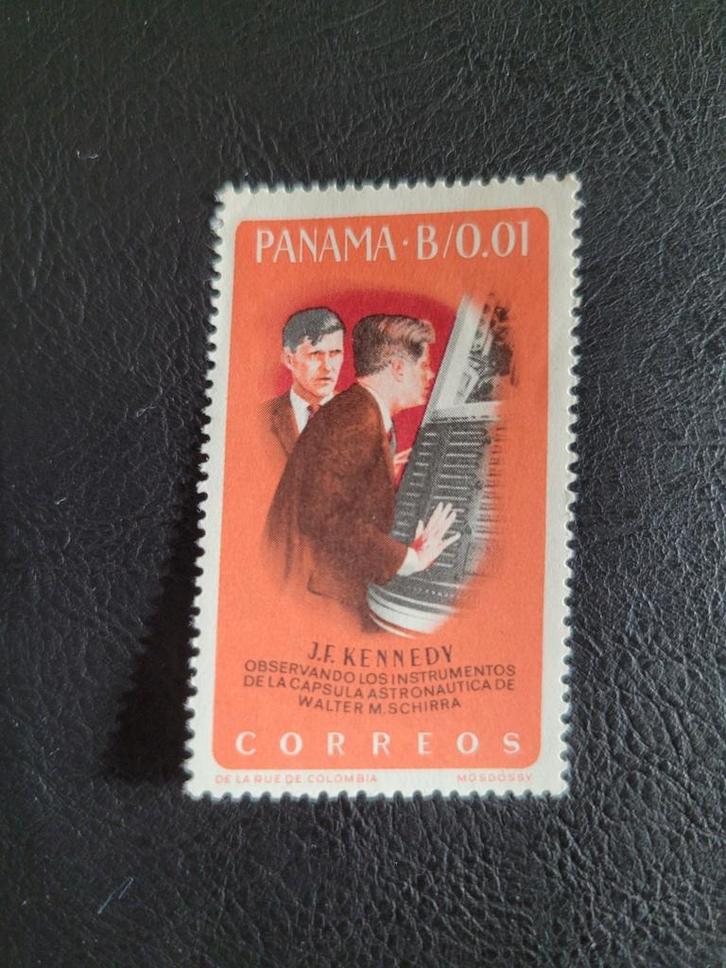 PANAMA · B/0.01
J.F. KENNEDY
OBSERVANDO LOS INSTRUMENTOS
DE LA CAPSULA ASTRONAUTICA DE
WALTER M. SCHIRRA
CORREOS
DE LA RUE DE COLOMBIA MOSDÓSSY